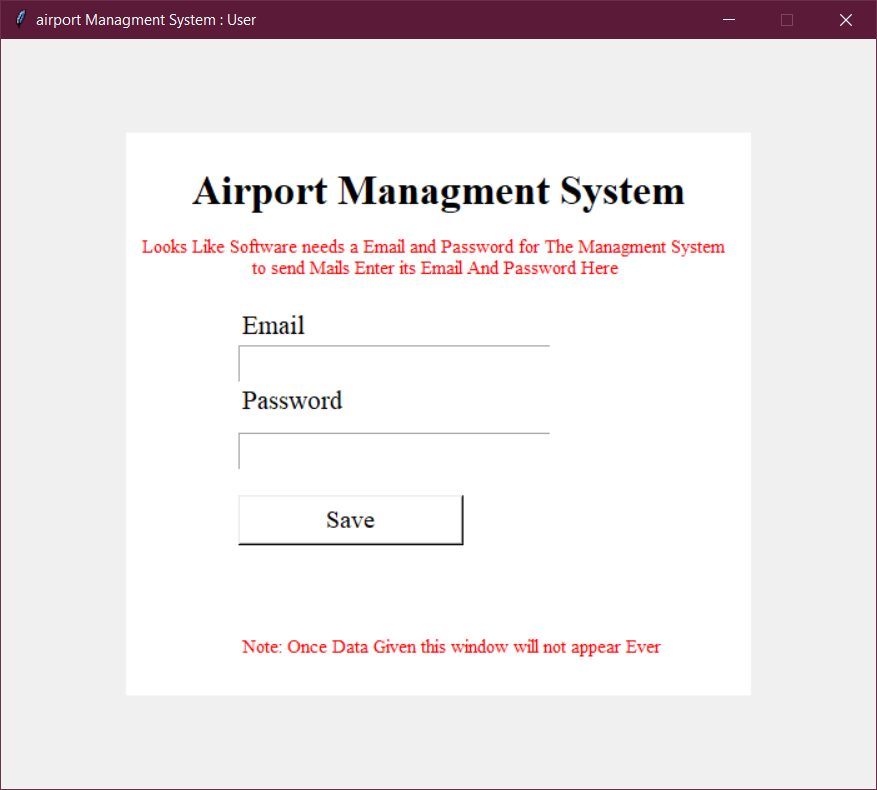 airport Managment System : User
Airport Managment System
Looks Like Software needs a Email and Password for The Managment System
to send Mails Enter its Email And Password Here
Email
Password
Save
Note: Once Data Given this window will not appear Ever